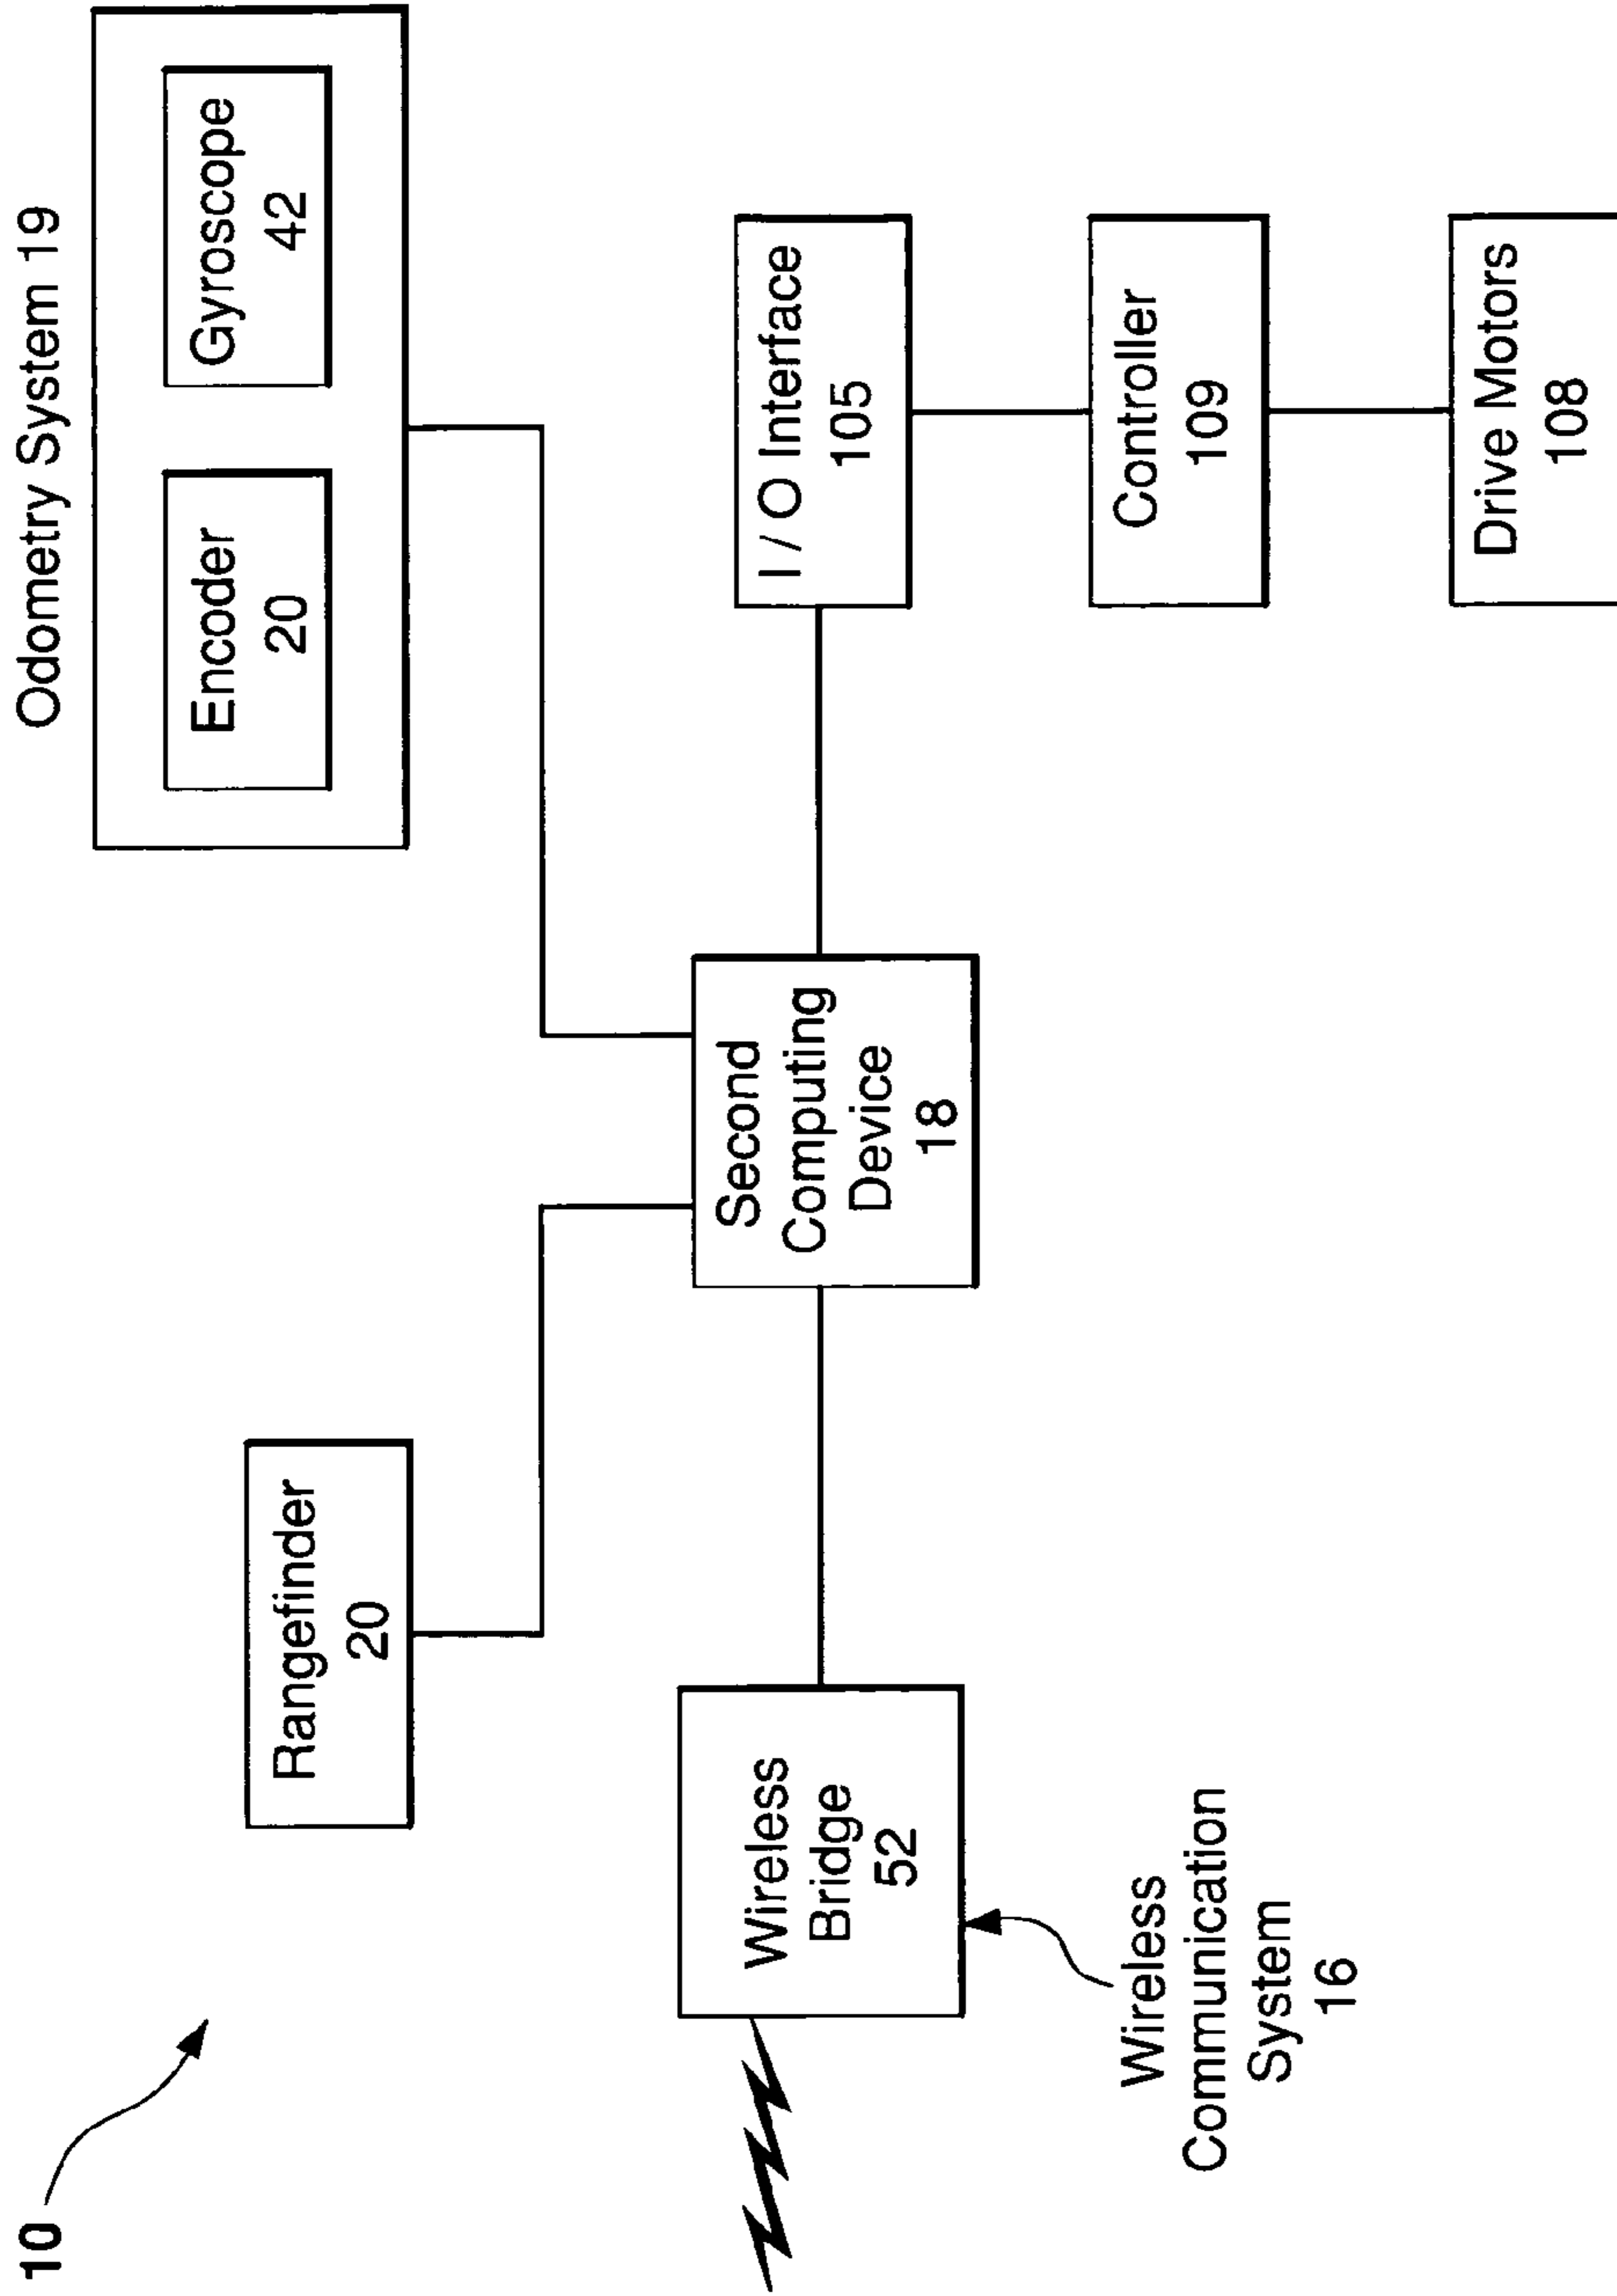 10
Odometry System 19
Encoder
20
Gyroscope
42
Rangefinder
20
Second
Computing
Device
18
I / O Interface
105
Wireless
Bridge
52
Controller
109
Wireless
Communication
System
16
Drive Motors
108